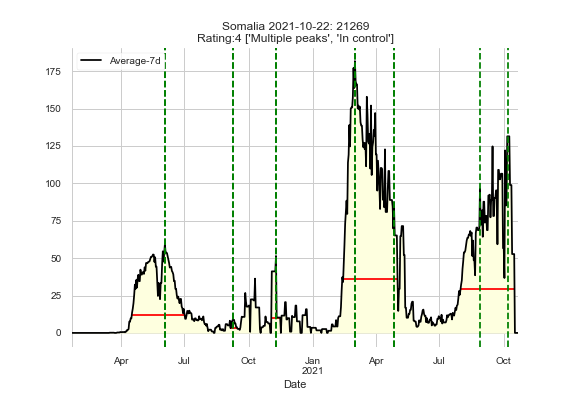 Somalia 2021-10-22: 21269
Rating:4 ['Multiple peaks', 'In control']
Average-7d
175
150
125
100
75
50
25
0
Apr Jul Oct Jan Apr Jul Oct
2021
Date